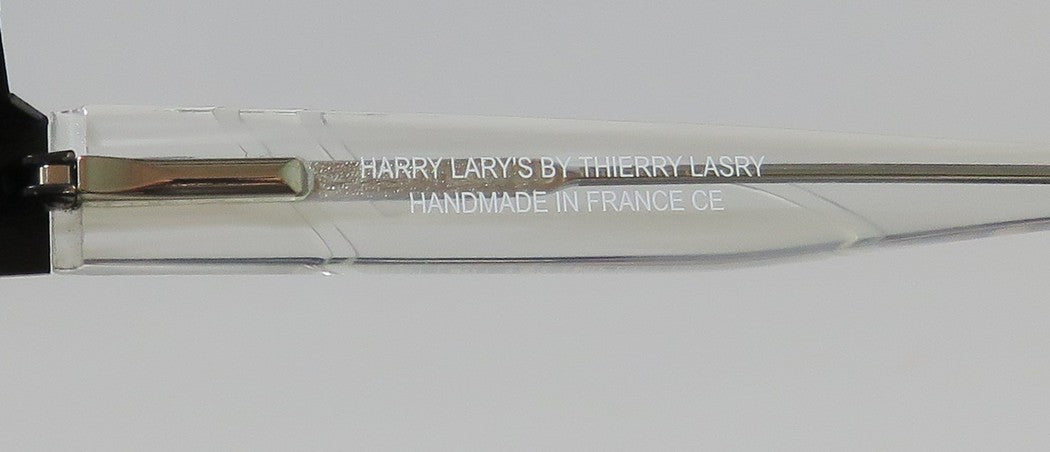 HARRY LARY'S BY THIERRY LASRY
HANDMADE IN FRANCE CE